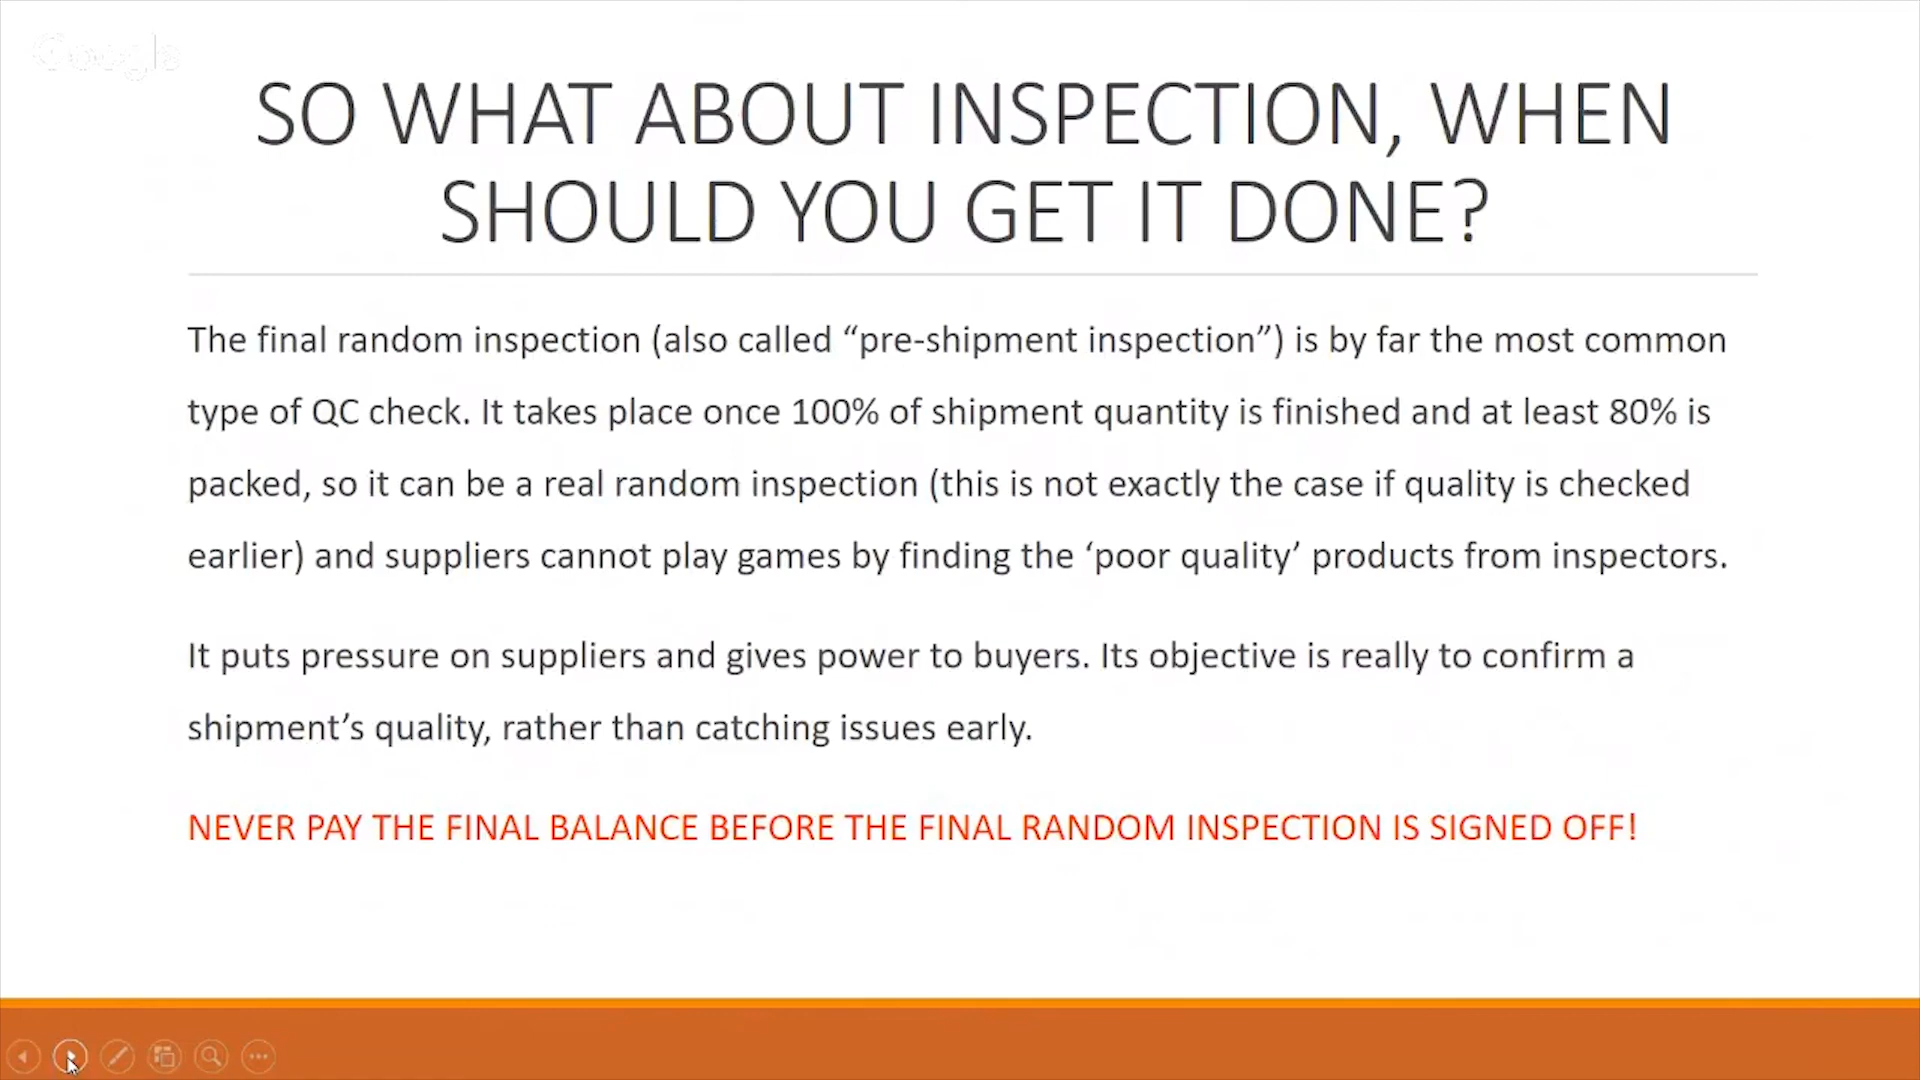 Google
SO WHAT ABOUT INSPECTION, WHEN
SHOULD YOU GET IT DONE?
The final random inspection (also called “pre-shipment inspection”) is by far the most common
type of QC check. It takes place once 100% of shipment quantity is finished and at least 80% is
packed, so it can be a real random inspection (this is not exactly the case if quality is checked
earlier) and suppliers cannot play games by finding the ‘poor quality’ products from inspectors.
It puts pressure on suppliers and gives power to buyers. Its objective is really to confirm a
shipment’s quality, rather than catching issues early.
NEVER PAY THE FINAL BALANCE BEFORE THE FINAL RANDOM INSPECTION IS SIGNED OFF!